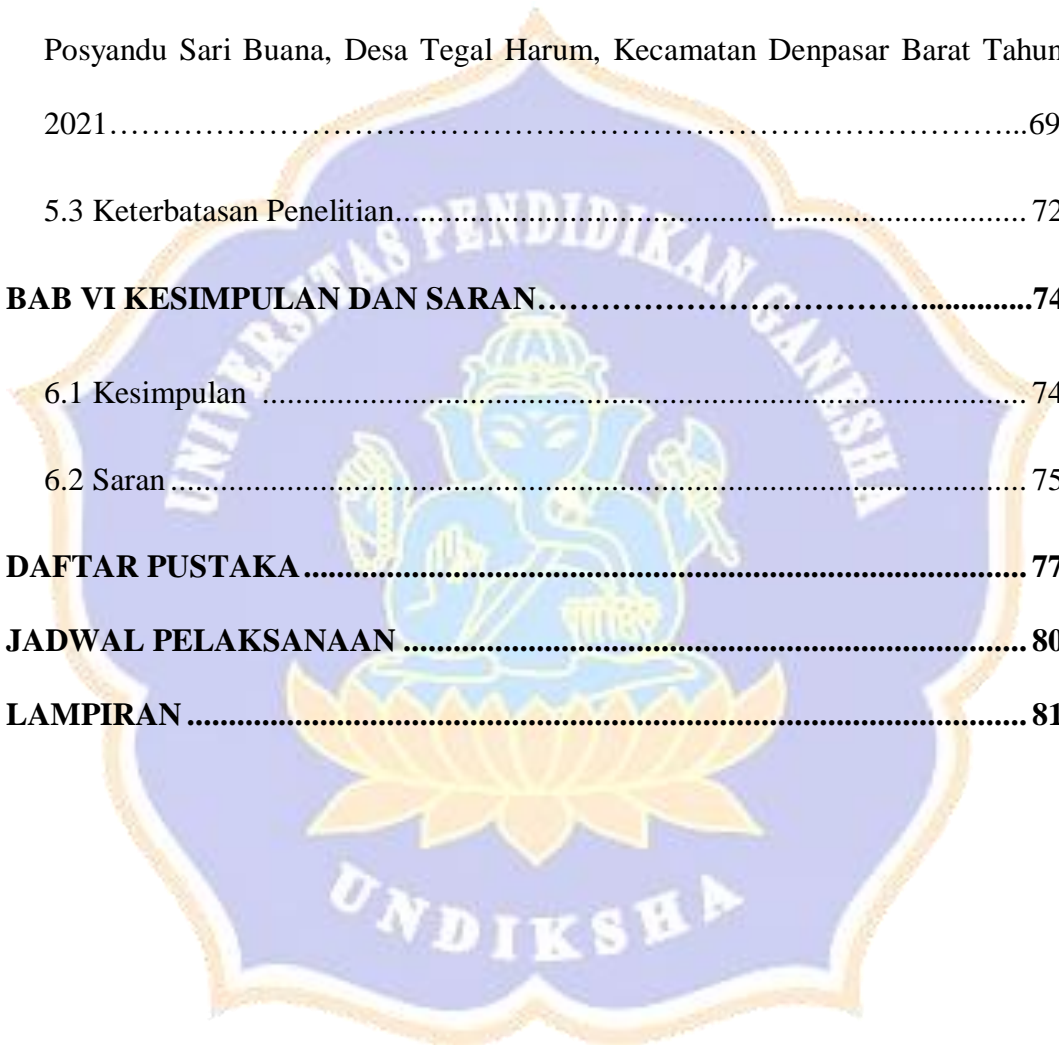 Posyandu Sari Buana, Desa Tegal Harum, Kecamatan Denpasar Barat Tahun
2021……………………………………………………………………………...69
5.3 Keterbatasan Penelitian........................................................................ 72
BAB VI KESIMPULAN DAN SARAN……………………………................74
6.1 Kesimpulan ........................................................................................ 74
6.2 Saran .................................................................................................. 75
DAFTAR PUSTAKA ................................................................................ 77
JADWAL PELAKSANAAN ..................................................................... 80
LAMPIRAN .............................................................................................. 81
UNIVERSITAS PENDIDIKAN GANESHA
UNDIKSHA